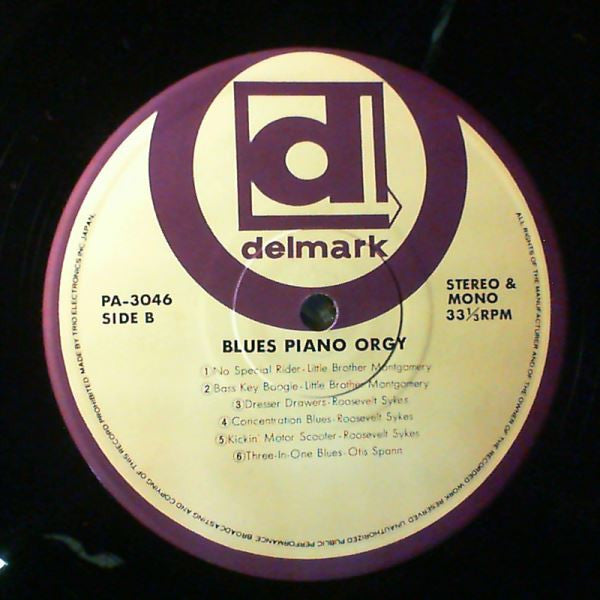 d
delmark
PA-3046
SIDE B
STEREO &
MONO
33⅓RPM
BLUES PIANO ORGY
①No Special Rider-Little Brother Montgomery
②Bass Key Boogie-Little Brother Montgomery
③Dresser Drawers-Roosevelt Sykes
④Concentration Blues-Roosevelt Sykes
⑤Kickin' Motor Scooter-Roosevelt Sykes
⑥Three-In-One Blues-Otis Spann
ALL RIGHTS OF THE MANUFACTURER AND OF THE OWNER OF THE RECORDED WORK RESERVED. UNAUTHORIZED PUBLIC PERFORMANCE, BROADCASTING AND COPYING OF THIS RECORD PROHIBITED. MADE BY TRIO ELECTRONICS INC. JAPAN.